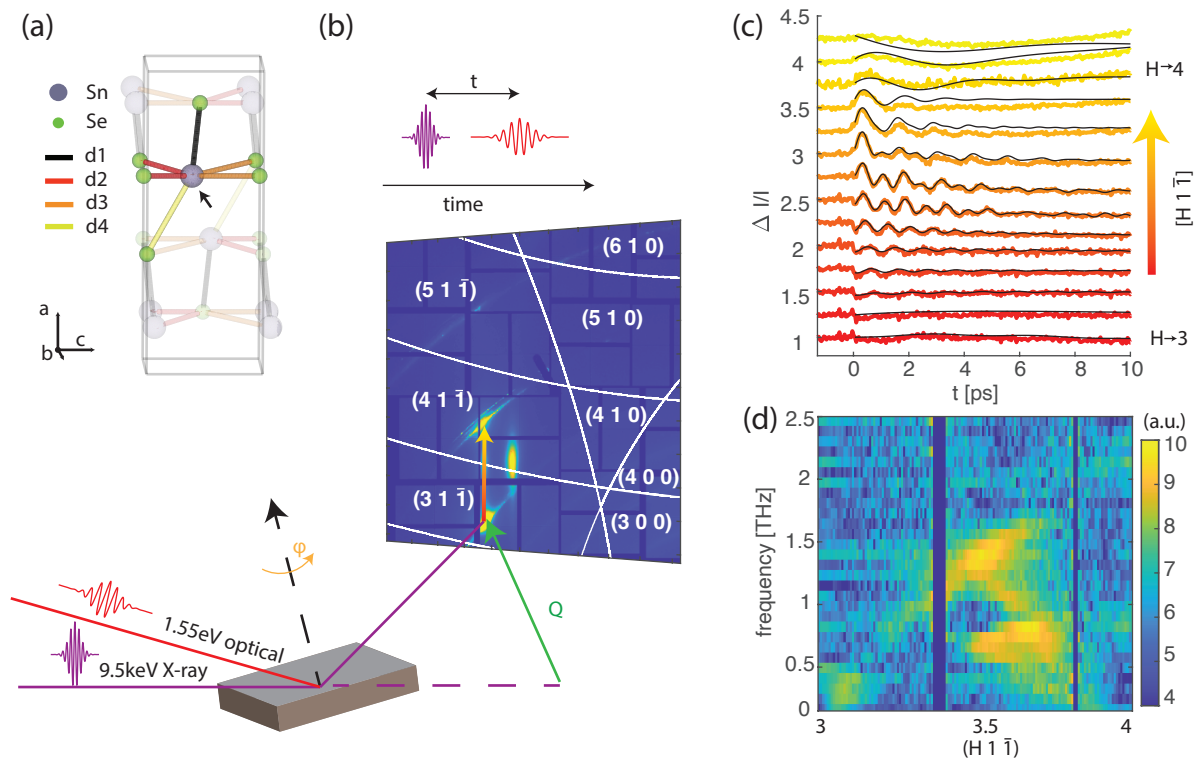 (a)
Sn
Se
d1
d2
d3
d4
a
b
c
(b)
t
time
(6 1 0)
(5 1 1̅)
(5 1 0)
(4 1 1̅)
(4 1 0)
(4 0 0)
(3 1 1̅)
(3 0 0)
φ
Q
1.55eV optical
9.5keV X-ray
(c)
4.5
4
3.5
3
2.5
2
1.5
1
Δ I/I
0
2
4
6
8
10
t [ps]
H→4
[H 1 1̅]
H→3
(d)
2.5
2.0
1.5
1
0.5
0
frequency [THz]
3
3.5
4
(H 1 1̅)
(a.u.)
10
9
8
7
6
5
4